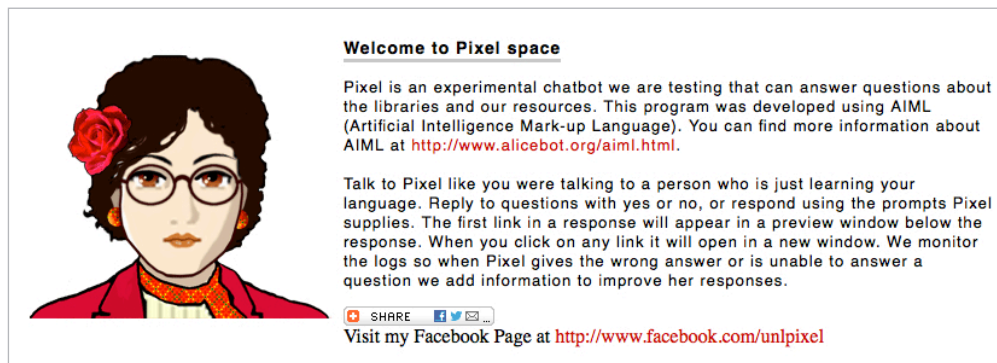 Welcome to Pixel space
Pixel is an experimental chatbot we are testing that can answer questions about
the libraries and our resources. This program was developed using AIML
(Artificial Intelligence Mark-up Language). You can find more information about
AIML at http://www.alicebot.org/aiml.html.
Talk to Pixel like you were talking to a person who is just learning your
language. Reply to questions with yes or no, or respond using the prompts Pixel
supplies. The first link in a response will appear in a preview window below the
response. When you click on any link it will open in a new window. We monitor
the logs so when Pixel gives the wrong answer or is unable to answer a
question we add information to improve her responses.
SHARE ...
Visit my Facebook Page at http://www.facebook.com/unlpixel